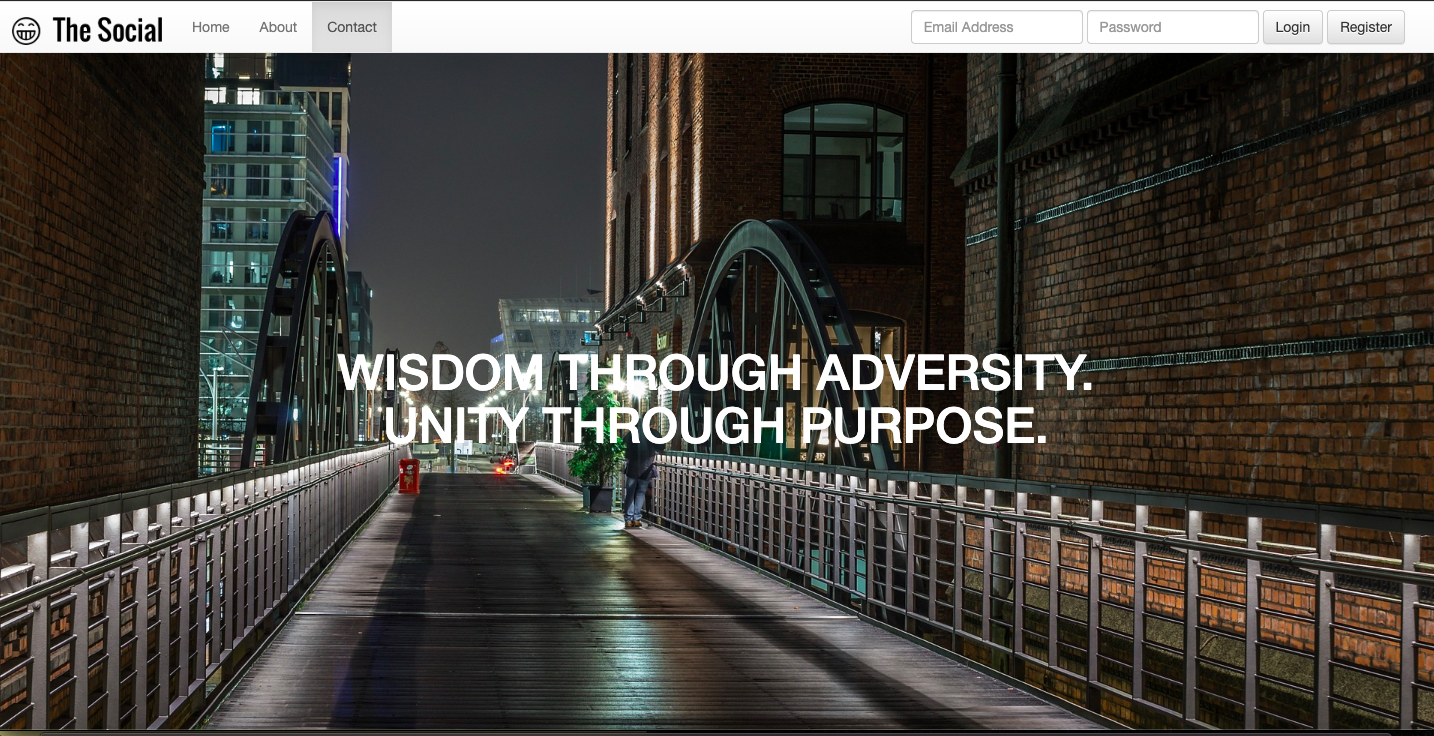 The Social
Home
About
Contact
Email Address
Password
Login
Register
WISDOM THROUGH ADVERSITY.
UNITY THROUGH PURPOSE.